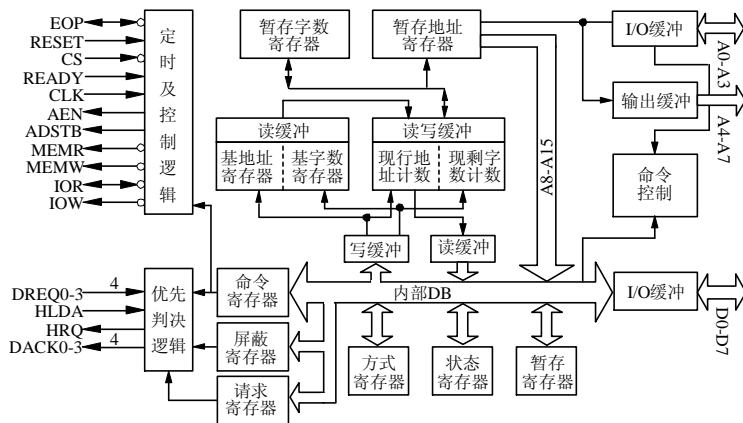 EOP
RESET
CS
READY
CLK
AEN
ADSTB
MEMR
MEMW
IOR
IOW
定时及控制逻辑
暂存字数
寄存器
暂存地址
寄存器
I/O缓冲
A0-A3
输出缓冲
A4-A7
读缓冲
基地址
寄存器
基字数
寄存器
读写缓冲
现行地
址计数
现剩字
数计数
A8-A15
命令
控制
写缓冲
读缓冲
DREQ0-3
4
HLDA
HRQ
DACK0-3
4
优先
判决
逻辑
命令
寄存器
内部DB
I/O缓冲
D0-D7
屏蔽
寄存器
请求
寄存器
方式
寄存器
状态
寄存器
暂存
寄存器